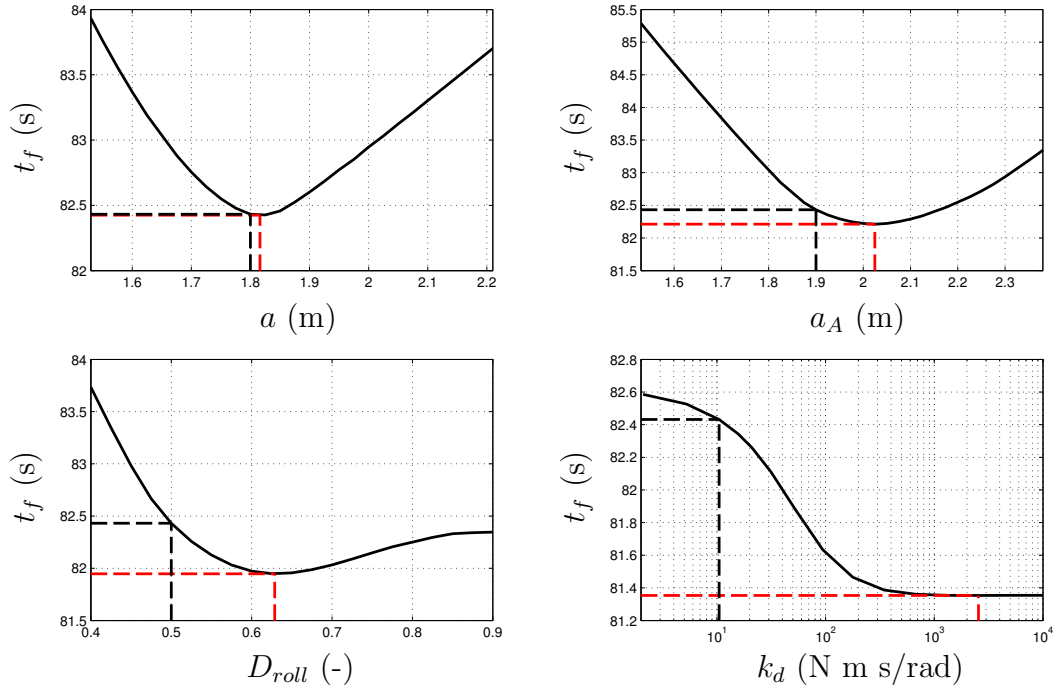 84
83.5
83
82.5
82
t_f (s)
1.6 1.7 1.8 1.9 2 2.1 2.2
a (m)
85.5
85
84.5
84
83.5
83
82.5
82
81.5
t_f (s)
1.6 1.7 1.8 1.9 2 2.1 2.2 2.3
a_A (m)
84
83.5
83
82.5
82
81.5
t_f (s)
0.4 0.5 0.6 0.7 0.8 0.9
D_roll (-)
82.8
82.6
82.4
82.2
82
81.8
81.6
81.4
81.2
t_f (s)
10^1 10^2 10^3 10^4
k_d (N m s/rad)